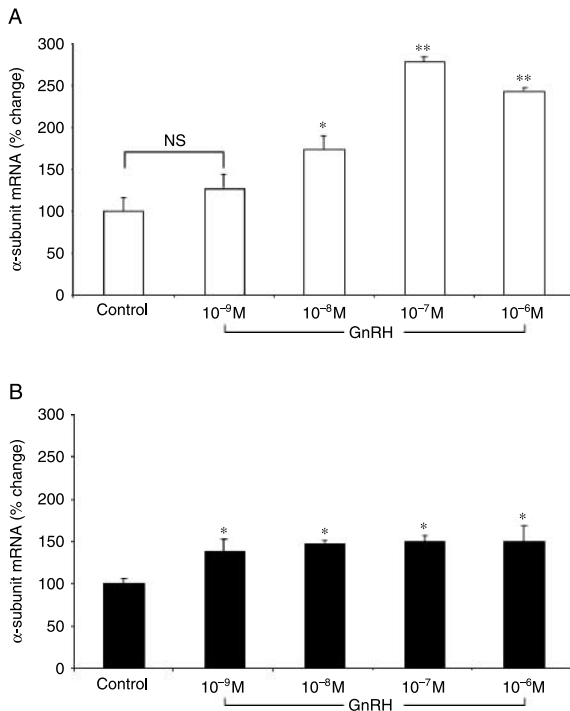 A
α-subunit mRNA (% change)
300
250
200
150
100
50
0
NS
*
**
**
Control
10⁻⁹M
10⁻⁸M
10⁻⁷M
10⁻⁶M
GnRH
B
α-subunit mRNA (% change)
300
250
200
150
100
50
0
*
*
*
*
Control
10⁻⁹M
10⁻⁸M
10⁻⁷M
10⁻⁶M
GnRH